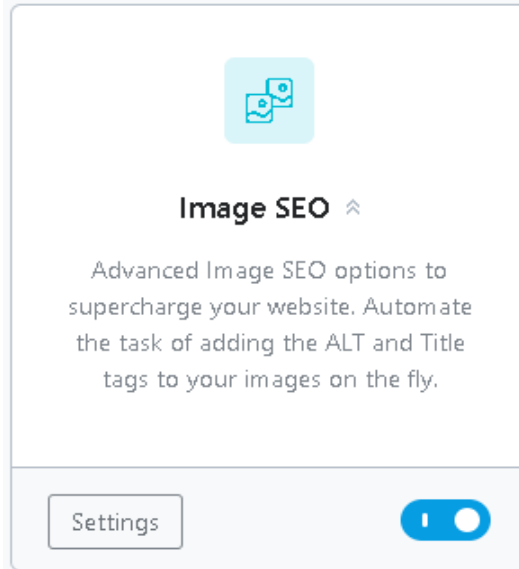 Image SEO
Advanced Image SEO options to
supercharge your website. Automate
the task of adding the ALT and Title
tags to your images on the fly.
Settings